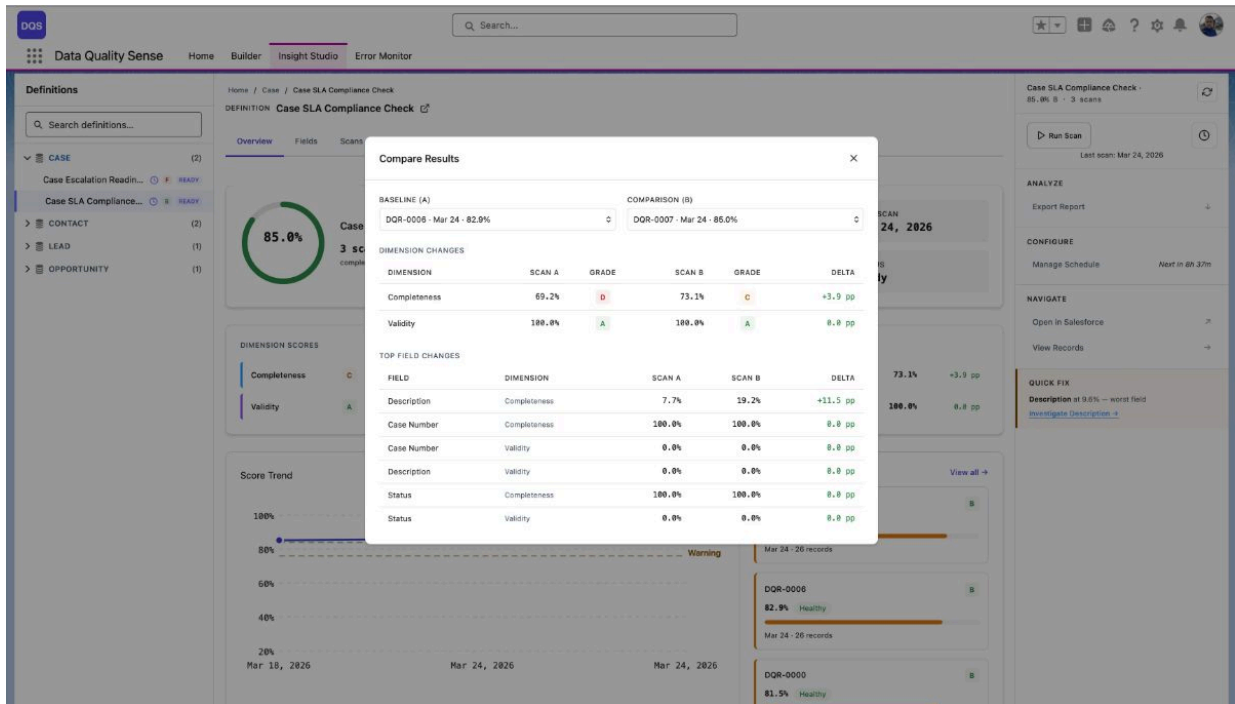 DQS
Search...
Data Quality Sense
Home
Builder
Insight Studio
Error Monitor
Definitions
Search definitions...
CASE (2)
Case Escalation Readin... F READY
Case SLA Compliance... B READY
CONTACT (2)
LEAD (1)
OPPORTUNITY (1)
Home / Case / Case SLA Compliance Check
DEFINITION Case SLA Compliance Check
Overview Fields Scans
85.0%
Case
3 sc
comple
SCAN
24, 2026
ly
DIMENSION SCORES
Completeness C 73.1% +3.9 pp
Validity A 100.0% 0.0 pp
Score Trend
100%
80%
60%
40%
20%
Warning
Mar 18, 2026 Mar 24, 2026 Mar 24, 2026
View all →
B
Mar 24 · 26 records
DQR-0006 B
82.9% Healthy
Mar 24 · 26 records
DQR-0000 B
81.5% Healthy
Compare Results
BASELINE (A) COMPARISON (B)
DQR-0006 · Mar 24 · 82.9% DQR-0007 · Mar 24 · 85.0%
DIMENSION CHANGES
DIMENSION SCAN A GRADE SCAN B GRADE DELTA
Completeness 69.2% D 73.1% C +3.9 pp
Validity 100.0% A 100.0% A 0.0 pp
TOP FIELD CHANGES
FIELD DIMENSION SCAN A SCAN B DELTA
Description Completeness 7.7% 19.2% +11.5 pp
Case Number Completeness 100.0% 100.0% 0.0 pp
Case Number Validity 0.0% 0.0% 0.0 pp
Description Validity 0.0% 0.0% 0.0 pp
Status Completeness 100.0% 100.0% 0.0 pp
Status Validity 0.0% 0.0% 0.0 pp
Case SLA Compliance Check ·
85.0% B · 3 scans
Run Scan
Last scan: Mar 24, 2026
ANALYZE
Export Report
CONFIGURE
Manage Schedule Next in 8h 37m
NAVIGATE
Open in Salesforce
View Records
QUICK FIX
Description at 9.6% — worst field
Investigate Description →